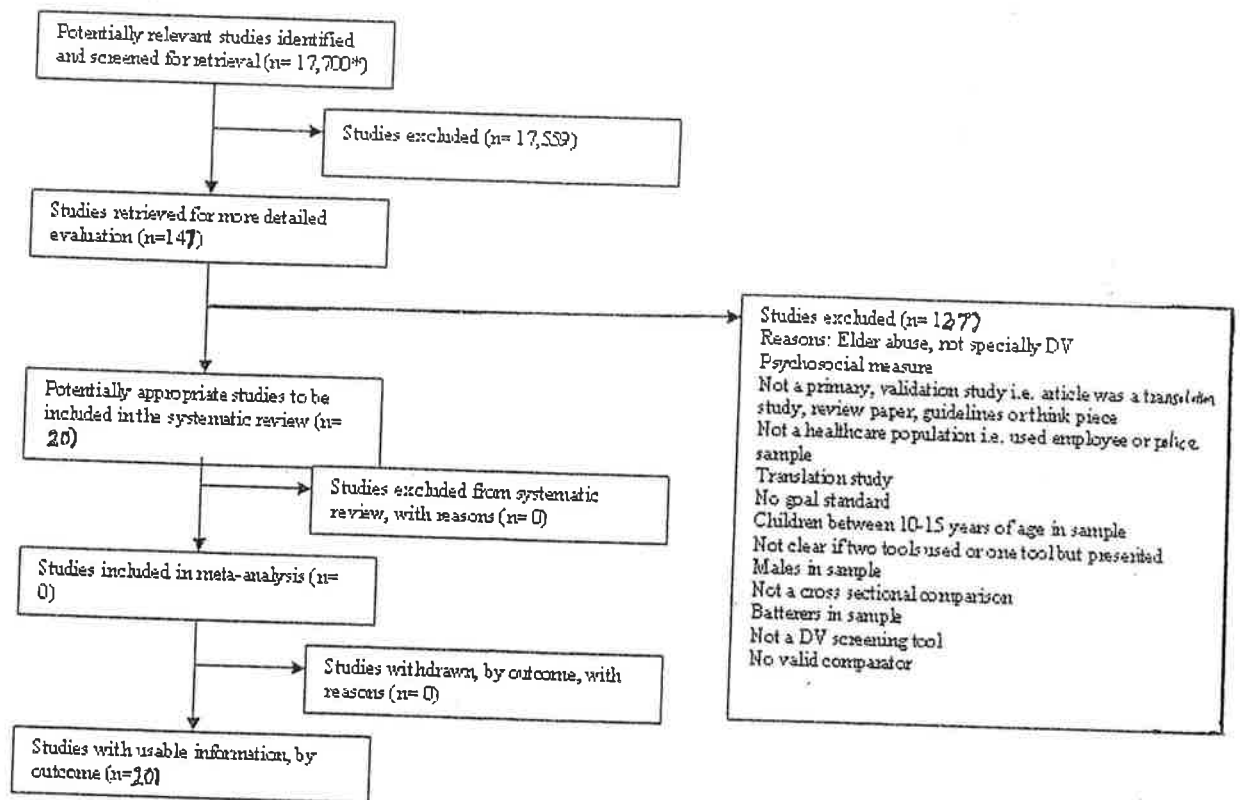 Potentially relevant studies identified
and screened for retrieval (n= 17,700*)
Studies excluded (n= 17,559)
Studies retrieved for more detailed
evaluation (n=147)
Studies excluded (n= 127)
Reasons: Elder abuse, not specially DV
Psychosocial measure
Not a primary, validation study i.e. article was a translation
study, review paper, guidelines or think piece
Not a healthcare population i.e. used employee or police
sample
Translation study
No goal standard
Children between 10-15 years of age in sample
Not clear if two tools used or one tool but presented
Males in sample
Not a cross sectional comparison
Batterers in sample
Not a DV screening tool
No valid comparator
Potentially appropriate studies to be
included in the systematic review (n=
20)
Studies excluded from systematic
review, with reasons (n= 0)
Studies included in meta-analysis (n=
0)
Studies withdrawn, by outcome, with
reasons (n= 0)
Studies with usable information, by
outcome (n=20)